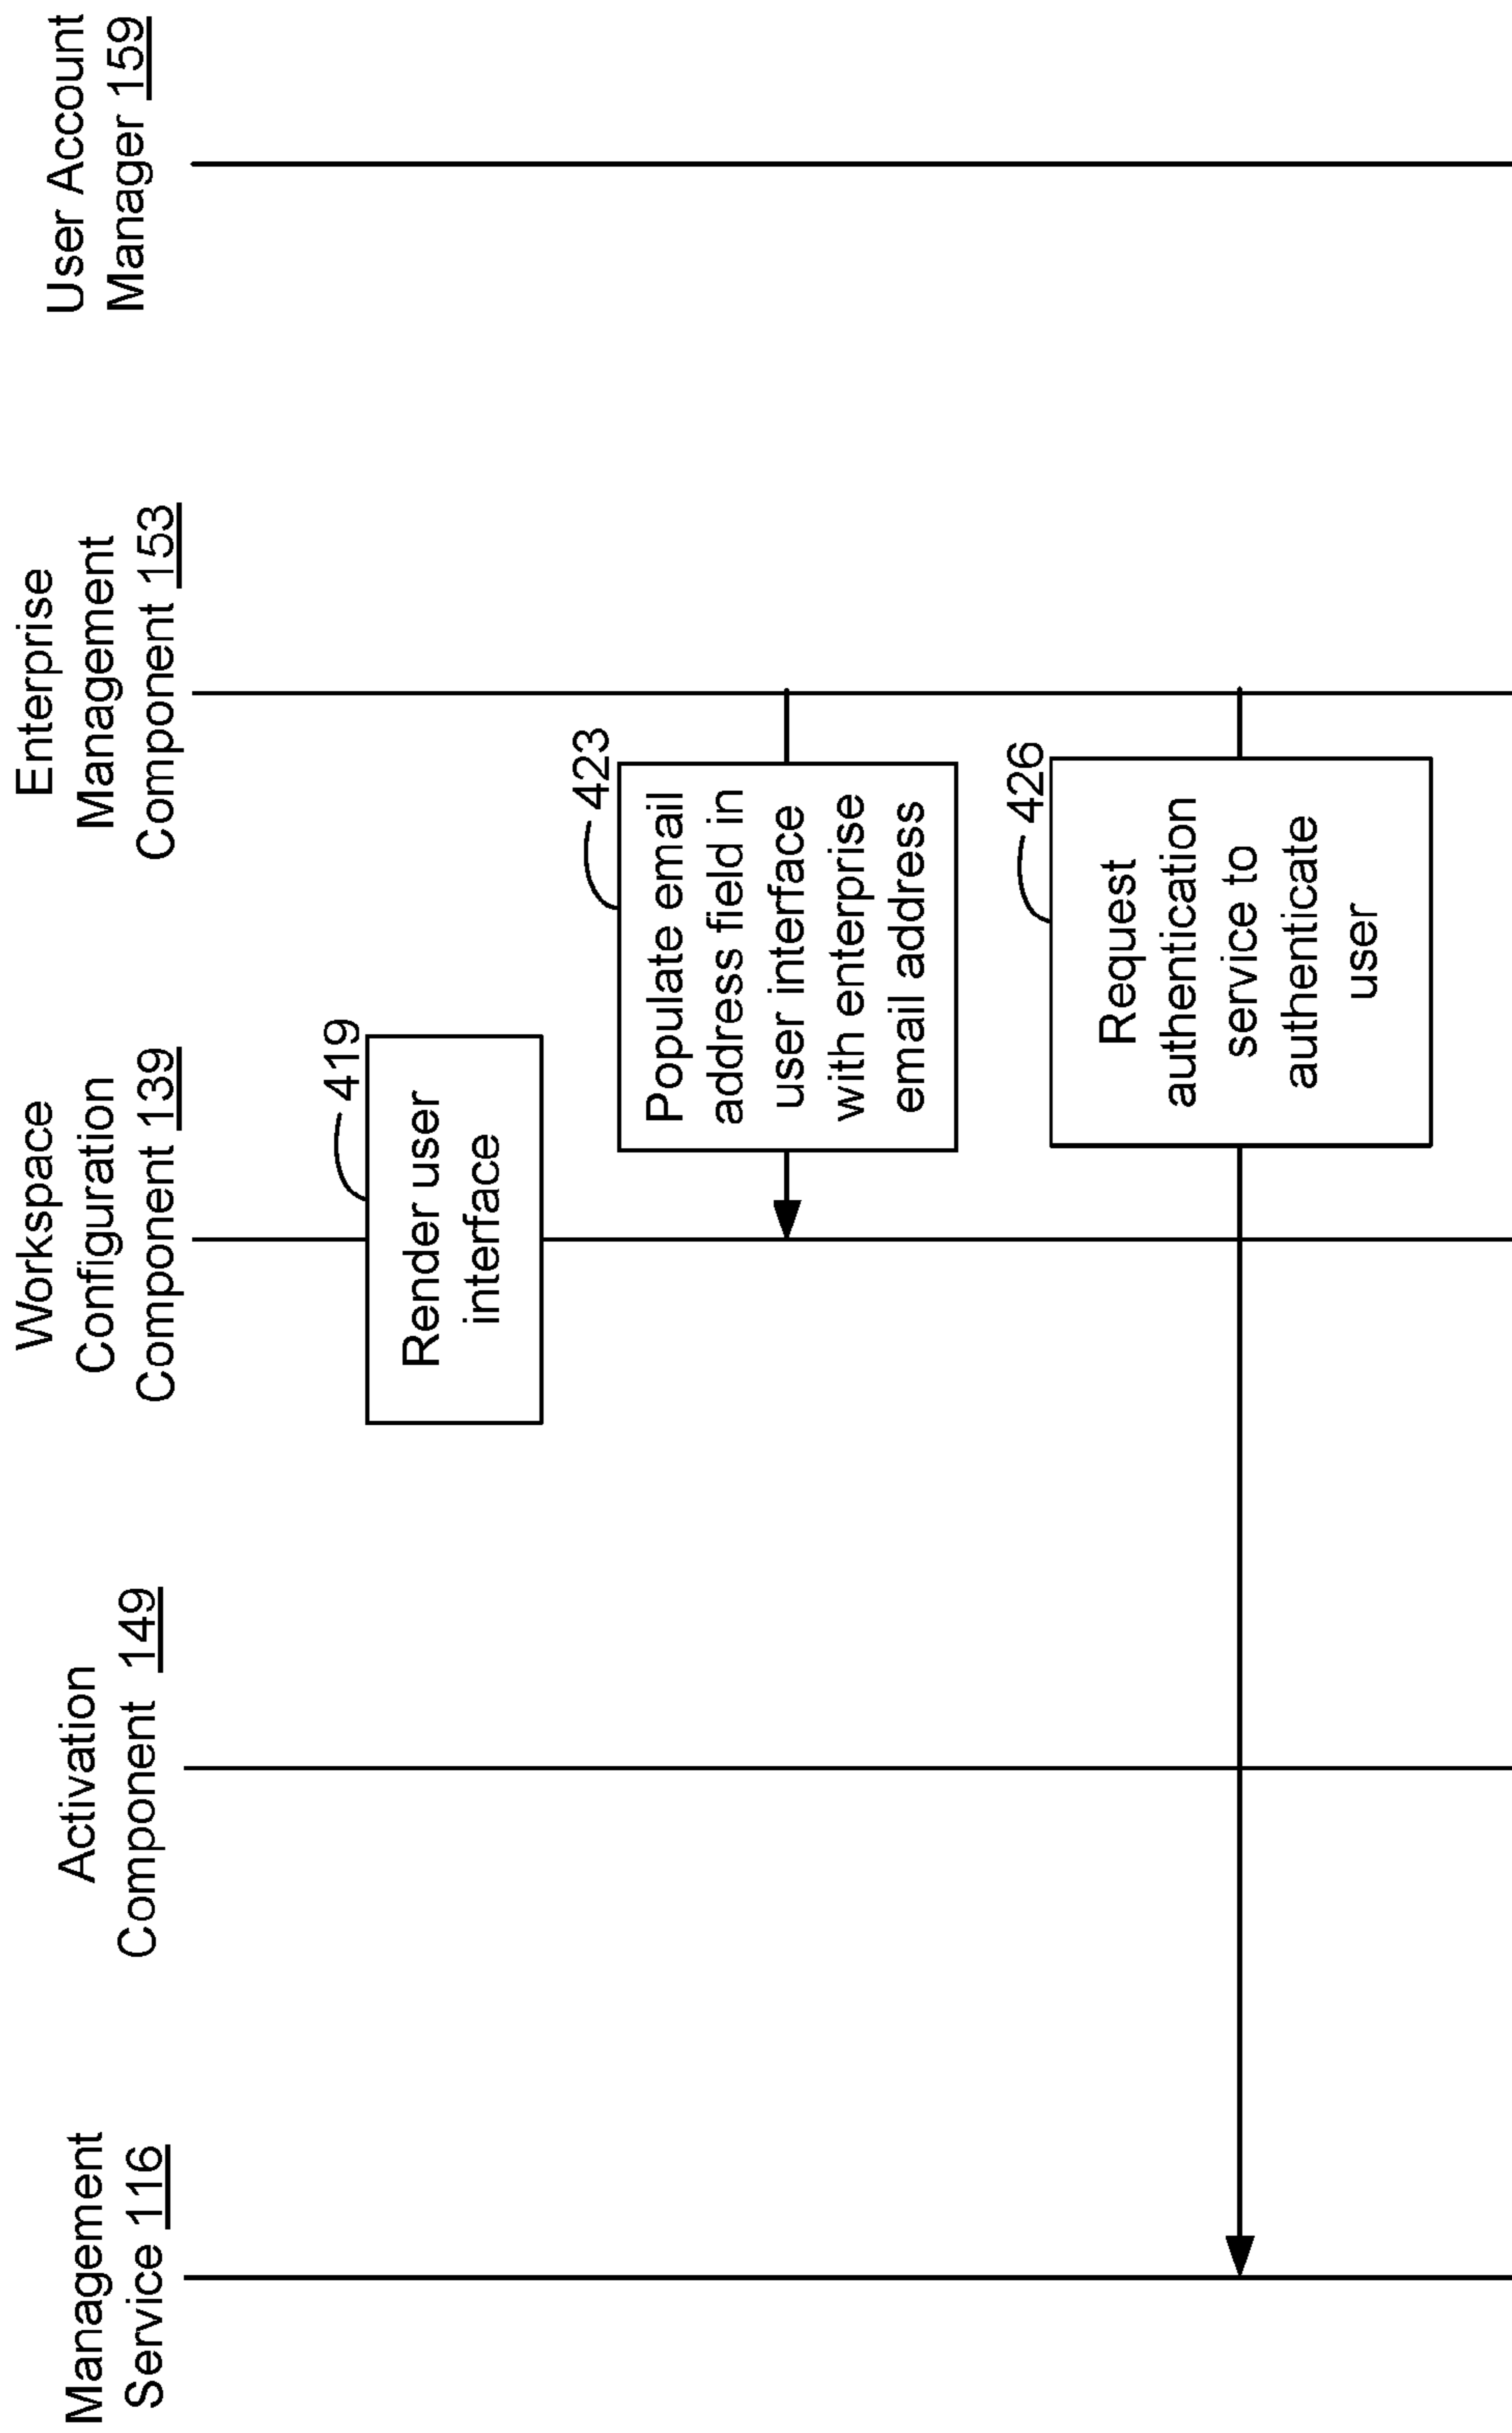 Management
Service 116
Activation
Component 149
Workspace
Configuration
Component 139
Enterprise
Management
Component 153
User Account
Manager 159
419
Render user
interface
423
Populate email
address field in
user interface
with enterprise
email address
426
Request
authentication
service to
authenticate
user